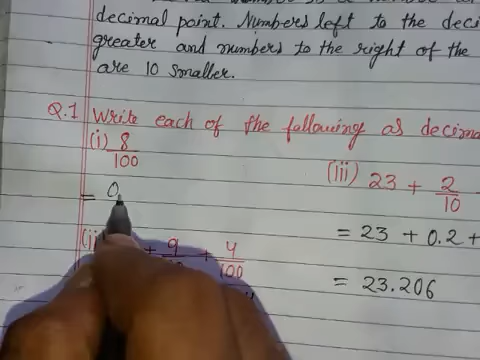 decimal point. Numbers left to the
greater and numbers to the right of the
are 10 smaller.
Q.1 Write each of the following as
(i) 8/100
= 0.
(iii) 23 + 2/10
= 23 + 0.2 +
= 23.206
+ 9/ + 4/100